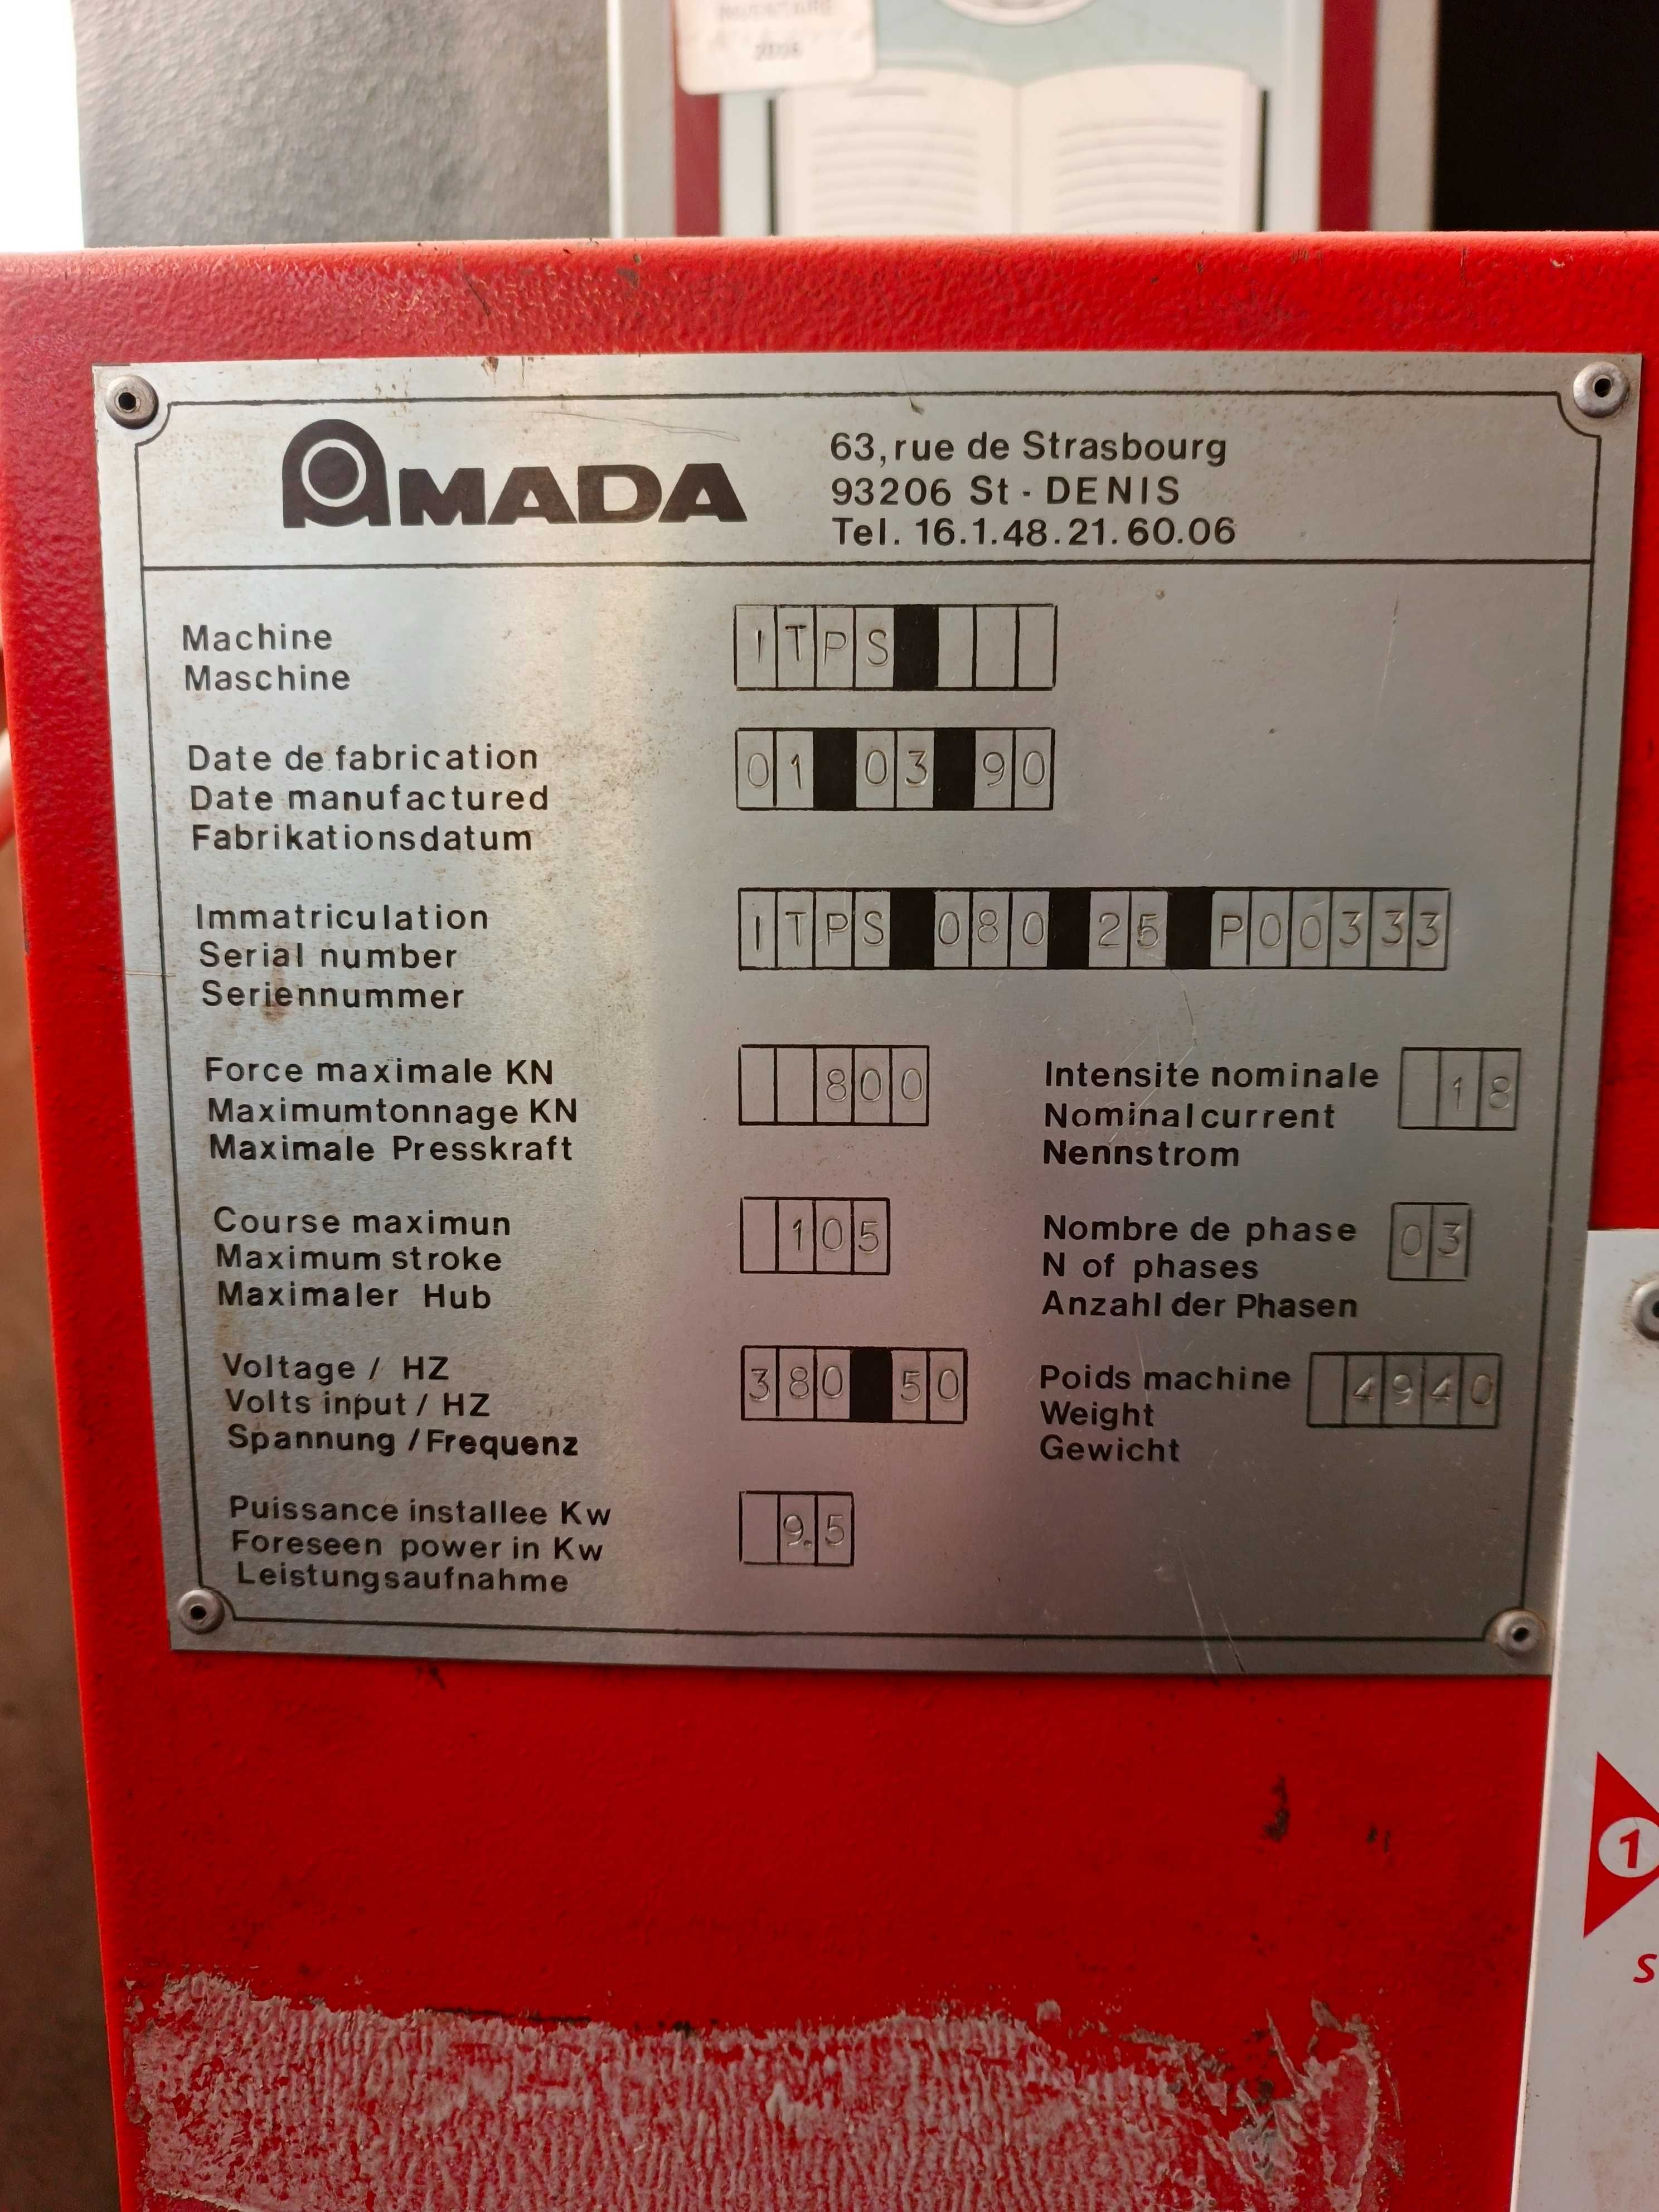 INVENTAIRE
AMADA
63, rue de Strasbourg
93206 St - DENIS
Tel. 16.1.48.21.60.06
Machine
Maschine
ITPS
Date de fabrication
Date manufactured
Fabrikationsdatum
01 03 90
Immatriculation
Serial number
Seriennummer
ITPS 080 25 P00333
Force maximale KN
Maximumtonnage KN
Maximale Presskraft
800
Intensite nominale
Nominal current
Nennstrom
18
Course maximun
Maximum stroke
Maximaler Hub
105
Nombre de phase
N of phases
Anzahl der Phasen
03
Voltage / HZ
Volts input / HZ
Spannung / Frequenz
380 50
Poids machine
Weight
Gewicht
4940
Puissance installee Kw
Foreseen power in Kw
Leistungsaufnahme
9.5
1
S